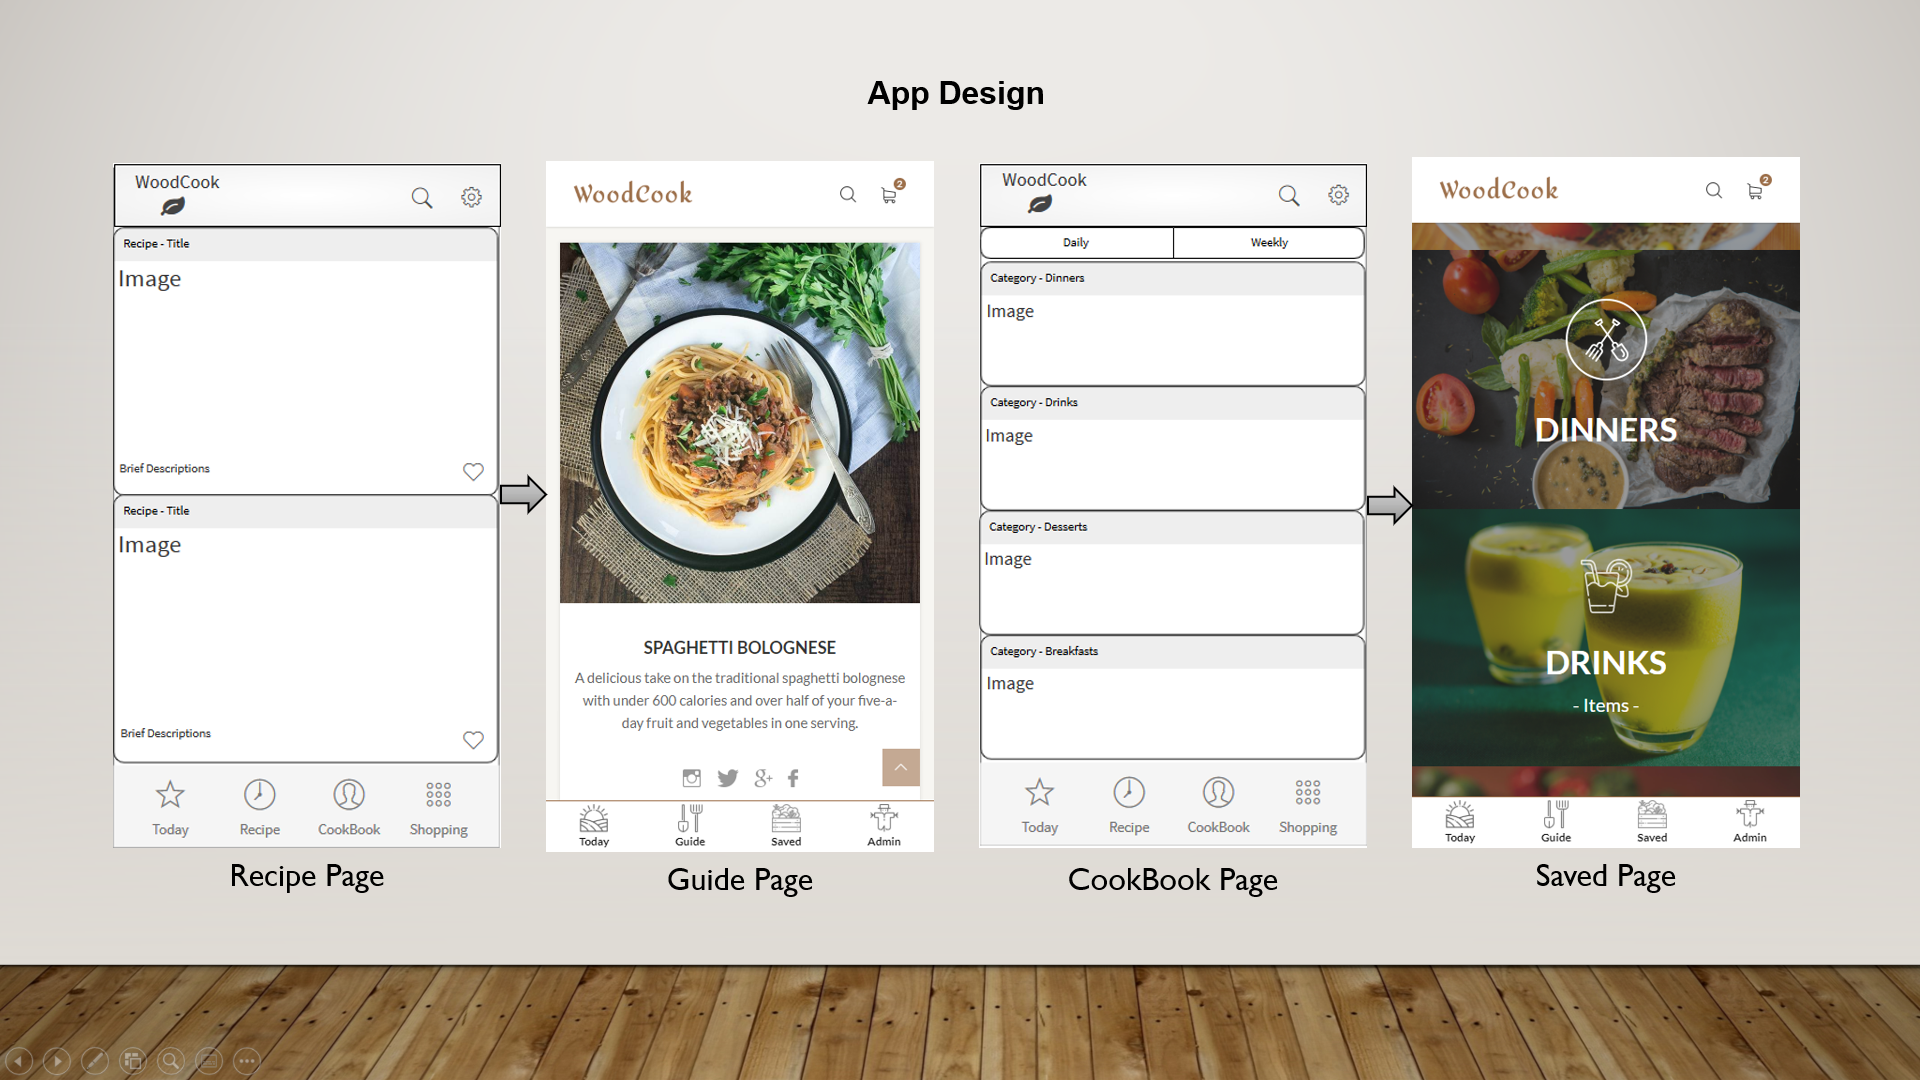 App Design
WoodCook
Recipe - Title
Image
Brief Descriptions
Recipe - Title
Image
Brief Descriptions
Today Recipe CookBook Shopping
Recipe Page
WoodCook
2
SPAGHETTI BOLOGNESE
A delicious take on the traditional spaghetti bolognese
with under 600 calories and over half of your five-a-
day fruit and vegetables in one serving.
Today Guide Saved Admin
Guide Page
WoodCook
Daily Weekly
Category - Dinners
Image
Category - Drinks
Image
Category - Desserts
Image
Category - Breakfasts
Image
Today Recipe CookBook Shopping
CookBook Page
WoodCook
2
DINNERS
DRINKS
- Items -
Today Guide Saved Admin
Saved Page